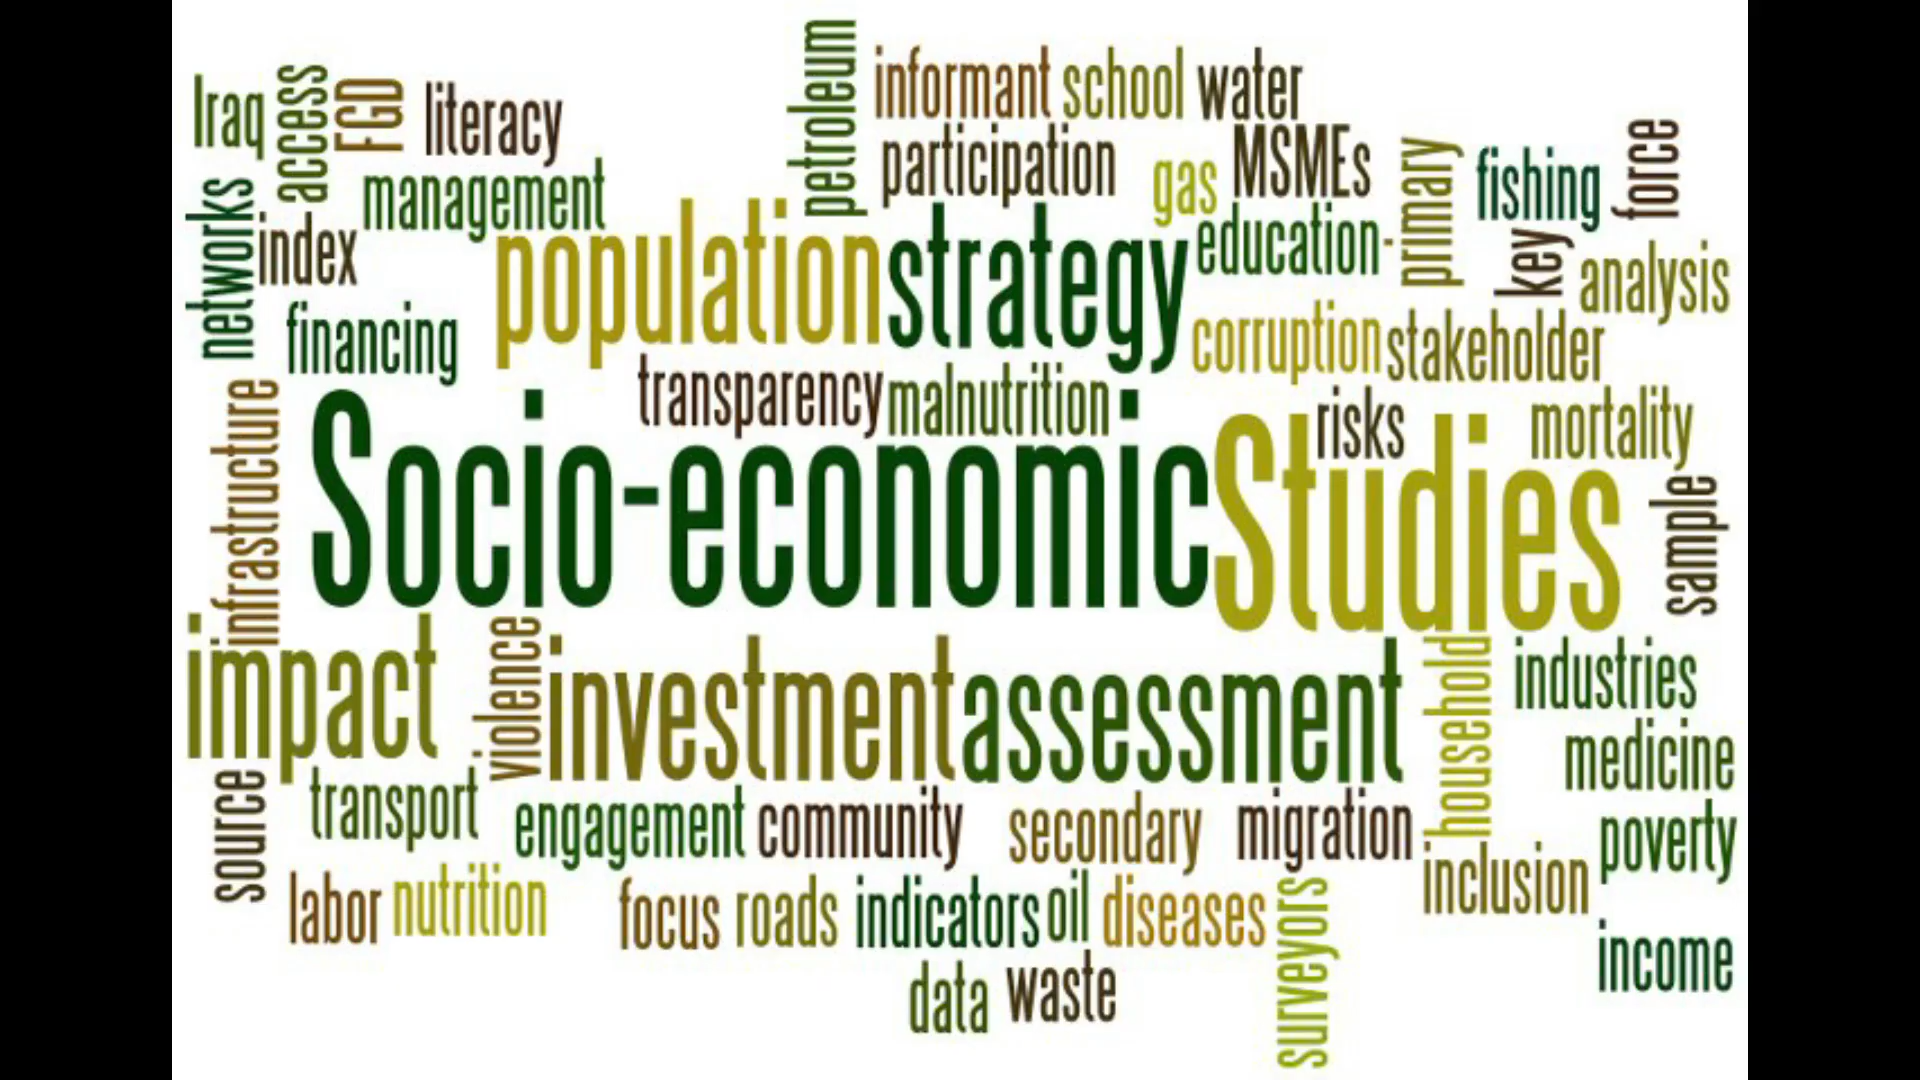 petroleum
informant school water
Iraq
access
FGD
literacy
participation
gas
MSMEs
primary
fishing
force
management
networks
index
population
strategy
education
key
analysis
financing
corruption
stakeholder
transparency
malnutrition
risks
mortality
infrastructure
Socio-economic
Studies
sample
impact
violence
investment
assessment
household
industries
medicine
source
transport
engagement
community
secondary
migration
poverty
inclusion
labor
nutrition
focus
roads
indicators
oil
diseases
surveyors
income
data
waste